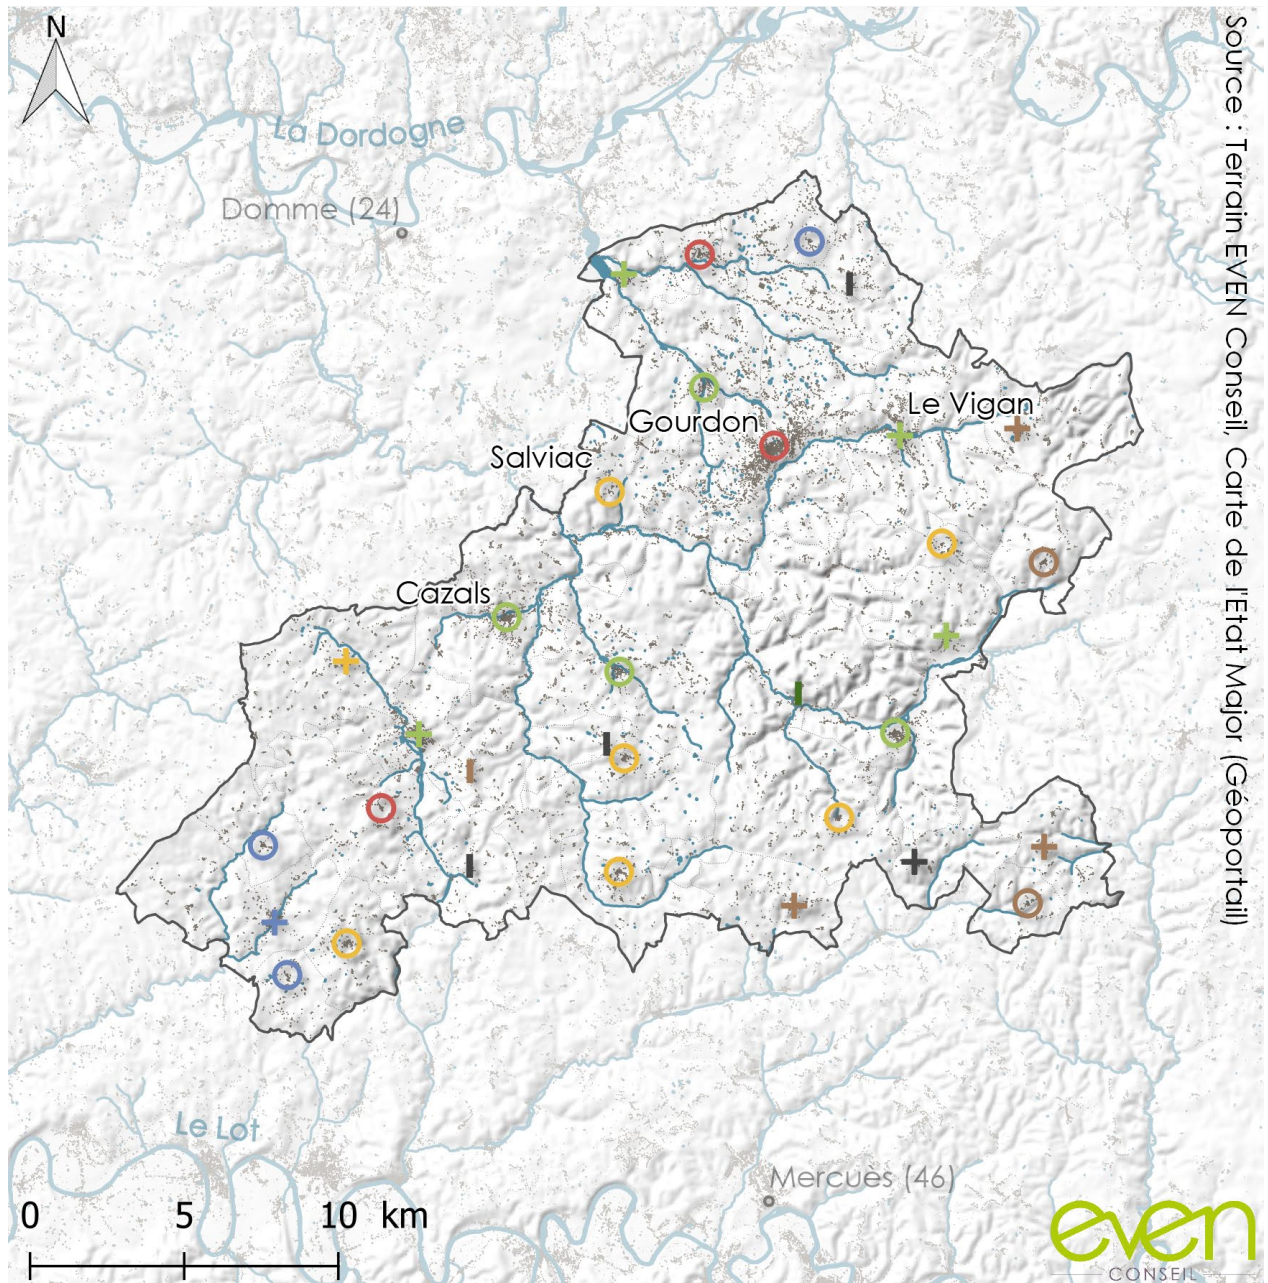 N
La Dordogne
Domme (24)
Le Vigan
Gourdon
Salviac
Cazals
Le Lot
Mercuès (46)
0 5 10 km
Source : Terrain EVEN Conseil, Carte de l'Etat Major (Géoportail)
even
CONSEIL